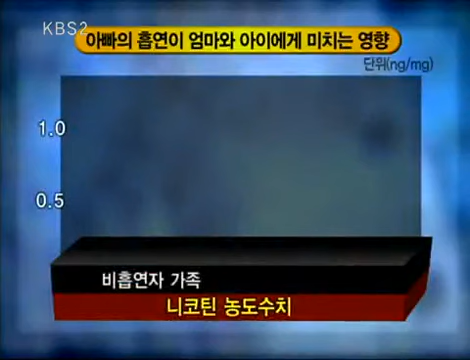 KBS2
아빠의 흡연이 엄마와 아이에게 미치는 영향
단위(ng/mg)
1.0
0.5
비흡연자 가족
니코틴 농도수치